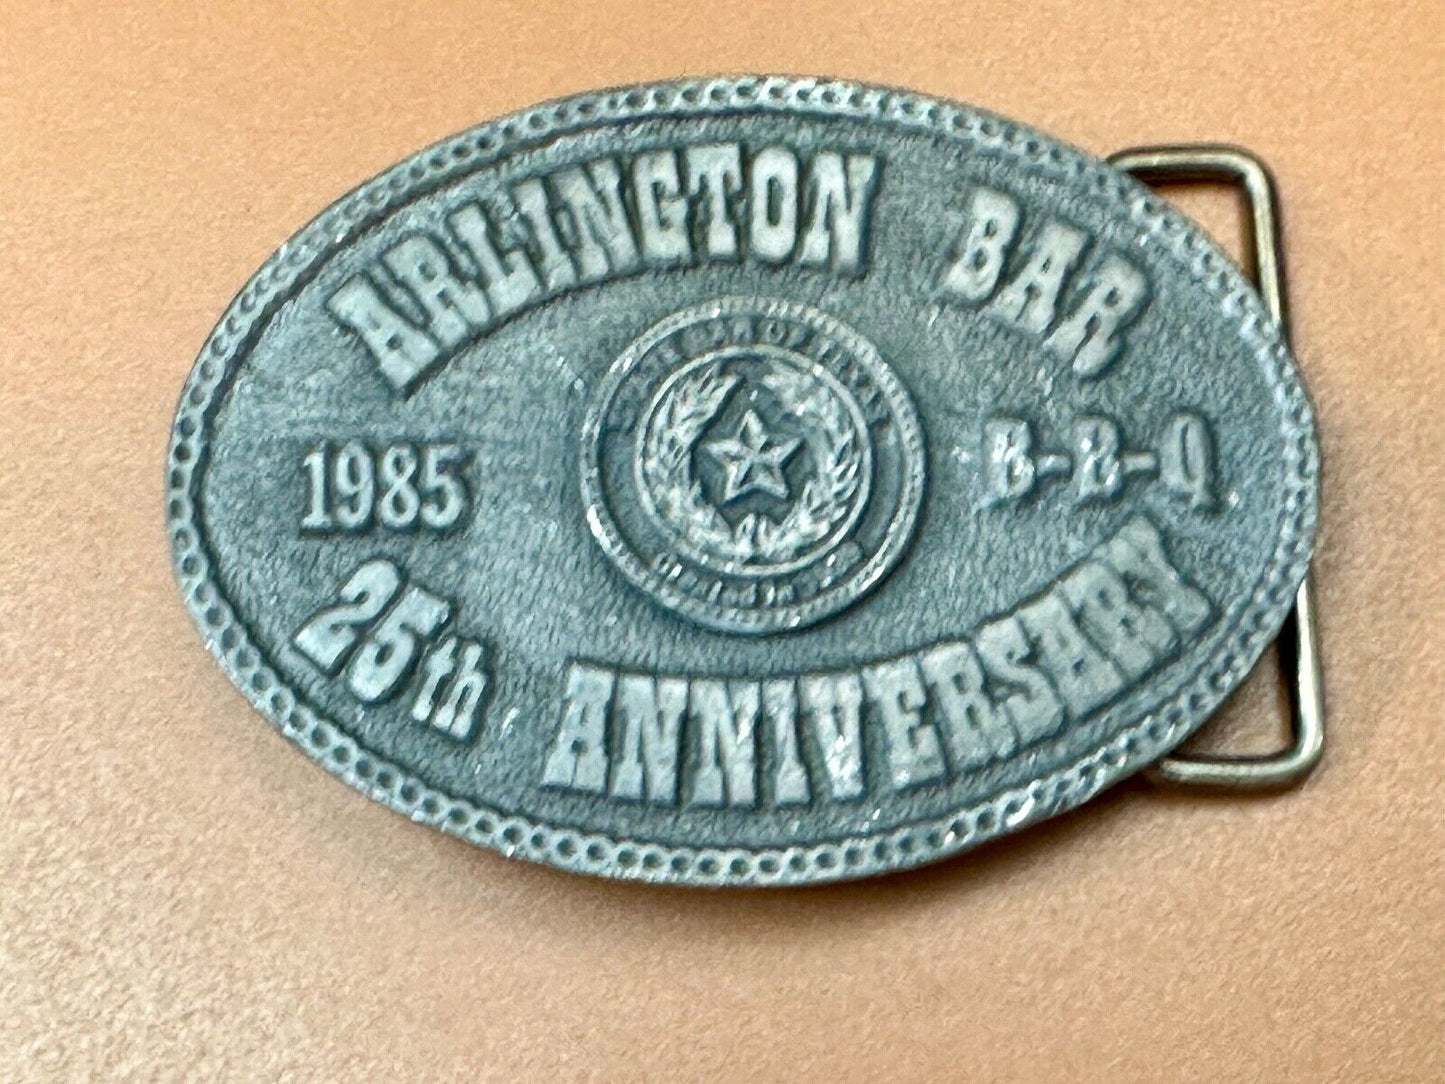 ARLINGTON BAR
1985
B-B-Q
25th ANNIVERSARY